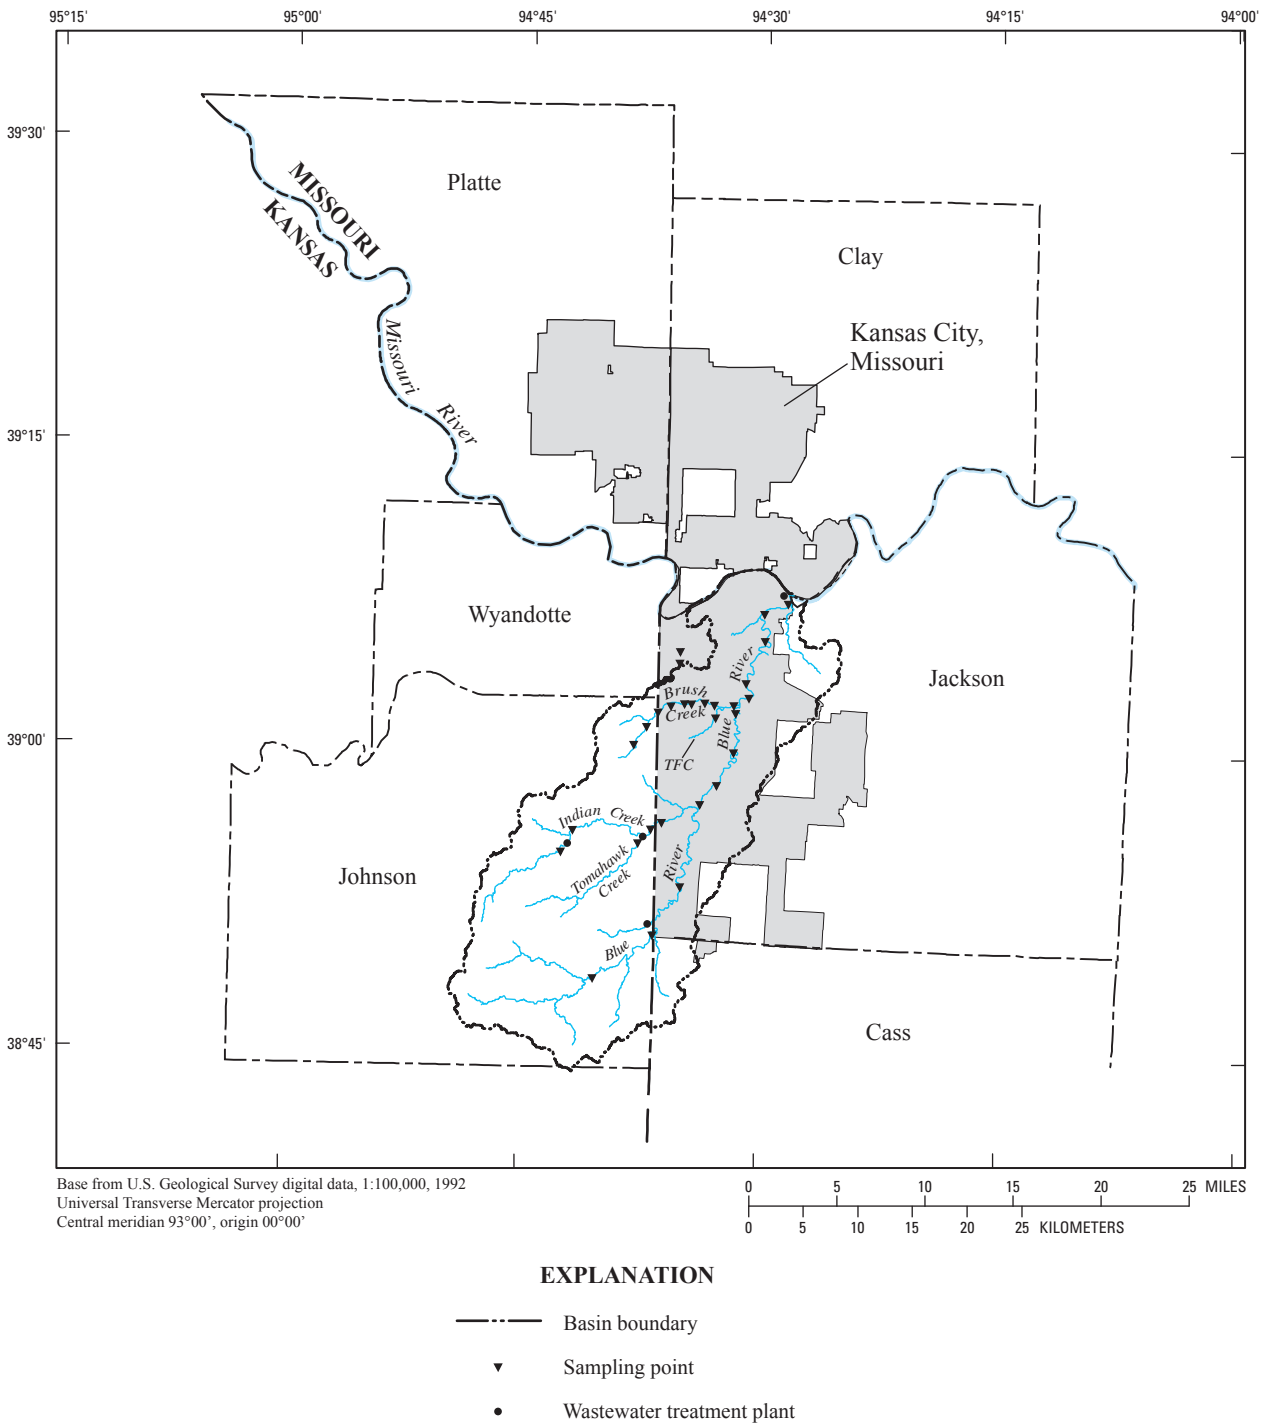 95°15'
95°00'
94°45'
94°30'
94°15'
94°00'
39°30'
39°15'
39°00'
38°45'
MISSOURI
KANSAS
Platte
Clay
Kansas City,
Missouri
Missouri
River
Wyandotte
Jackson
River
Brush
Creek
Blue
TFC
Indian Creek
Tomahawk
Creek
River
Johnson
Blue
Cass
Base from U.S. Geological Survey digital data, 1:100,000, 1992
Universal Transverse Mercator projection
Central meridian 93°00’, origin 00°00’
0 5 10 15 20 25 MILES
0 5 10 15 20 25 KILOMETERS
EXPLANATION
Basin boundary
Sampling point
Wastewater treatment plant